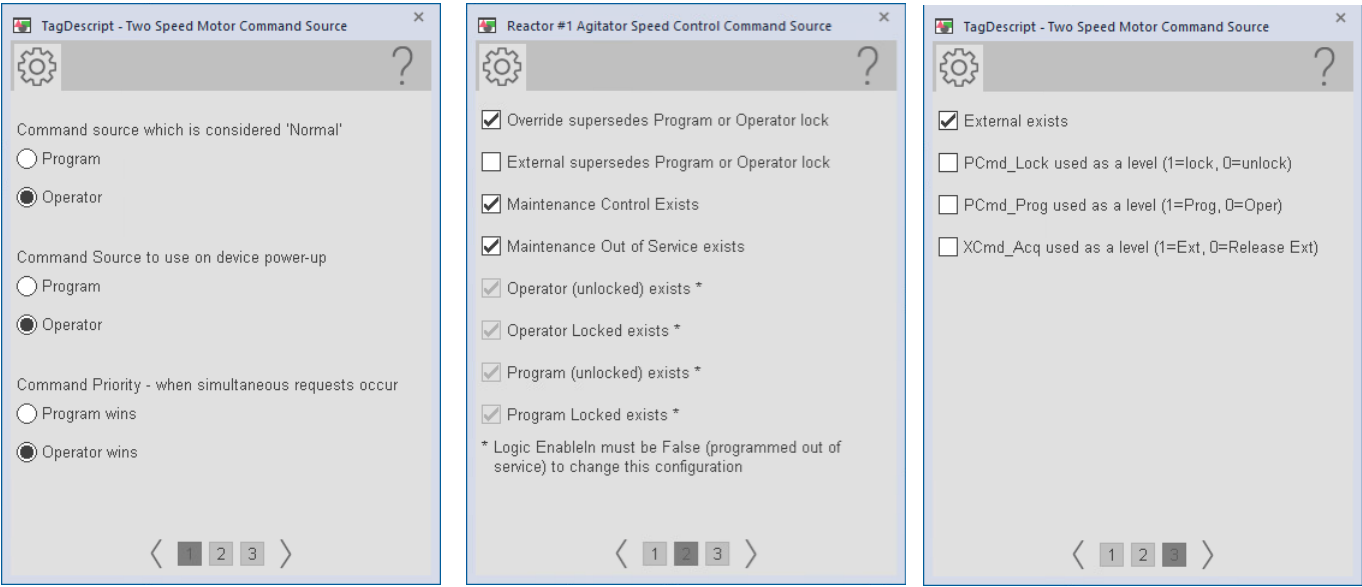 TagDescript - Two Speed Motor Command Source
?
Command source which is considered 'Normal'
Program
Operator
Command Source to use on device power-up
Program
Operator
Command Priority - when simultaneous requests occur
Program wins
Operator wins
1 2 3
Reactor #1 Agitator Speed Control Command Source
?
Override supersedes Program or Operator lock
External supersedes Program or Operator lock
Maintenance Control Exists
Maintenance Out of Service exists
Operator (unlocked) exists *
Operator Locked exists *
Program (unlocked) exists *
Program Locked exists *
* Logic EnableIn must be False (programmed out of
service) to change this configuration
1 2 3
TagDescript - Two Speed Motor Command Source
?
External exists
PCmd_Lock used as a level (1=lock, 0=unlock)
PCmd_Prog used as a level (1=Prog, 0=Oper)
XCmd_Acq used as a level (1=Ext, 0=Release Ext)
1 2 3